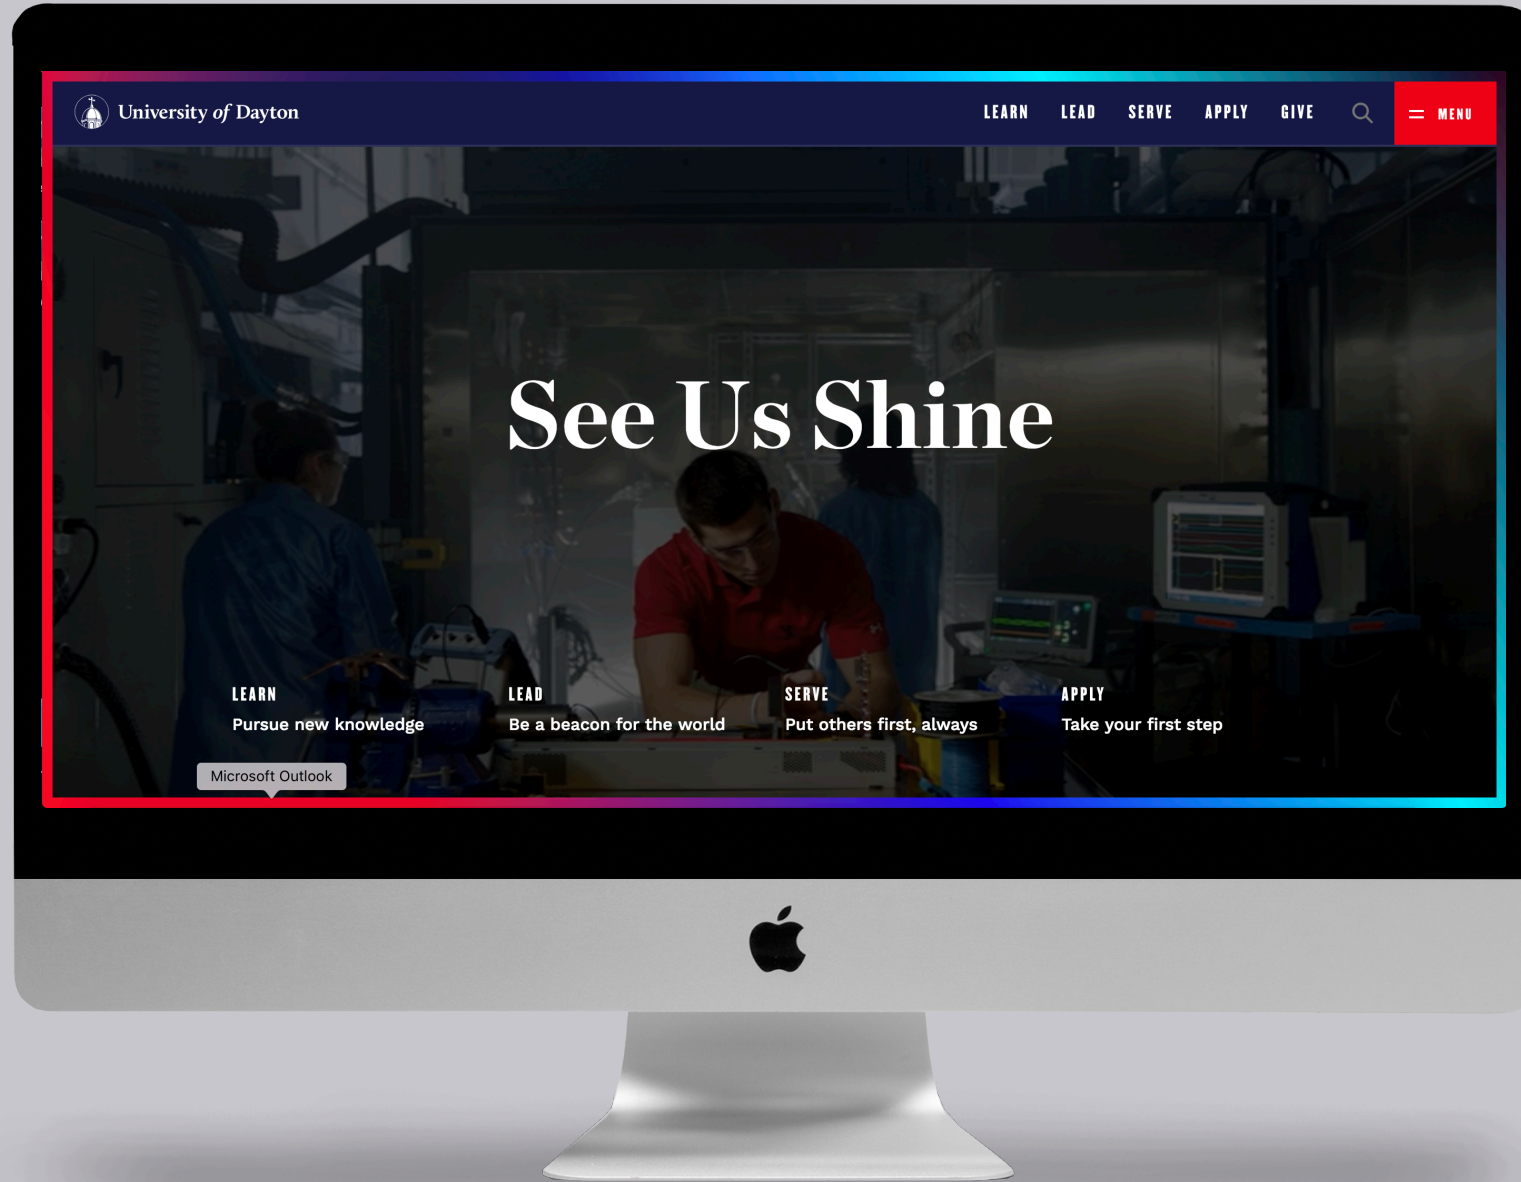 University of Dayton
LEARN LEAD SERVE APPLY GIVE
MENU
See Us Shine
LEARN
Pursue new knowledge
LEAD
Be a beacon for the world
SERVE
Put others first, always
APPLY
Take your first step
Microsoft Outlook